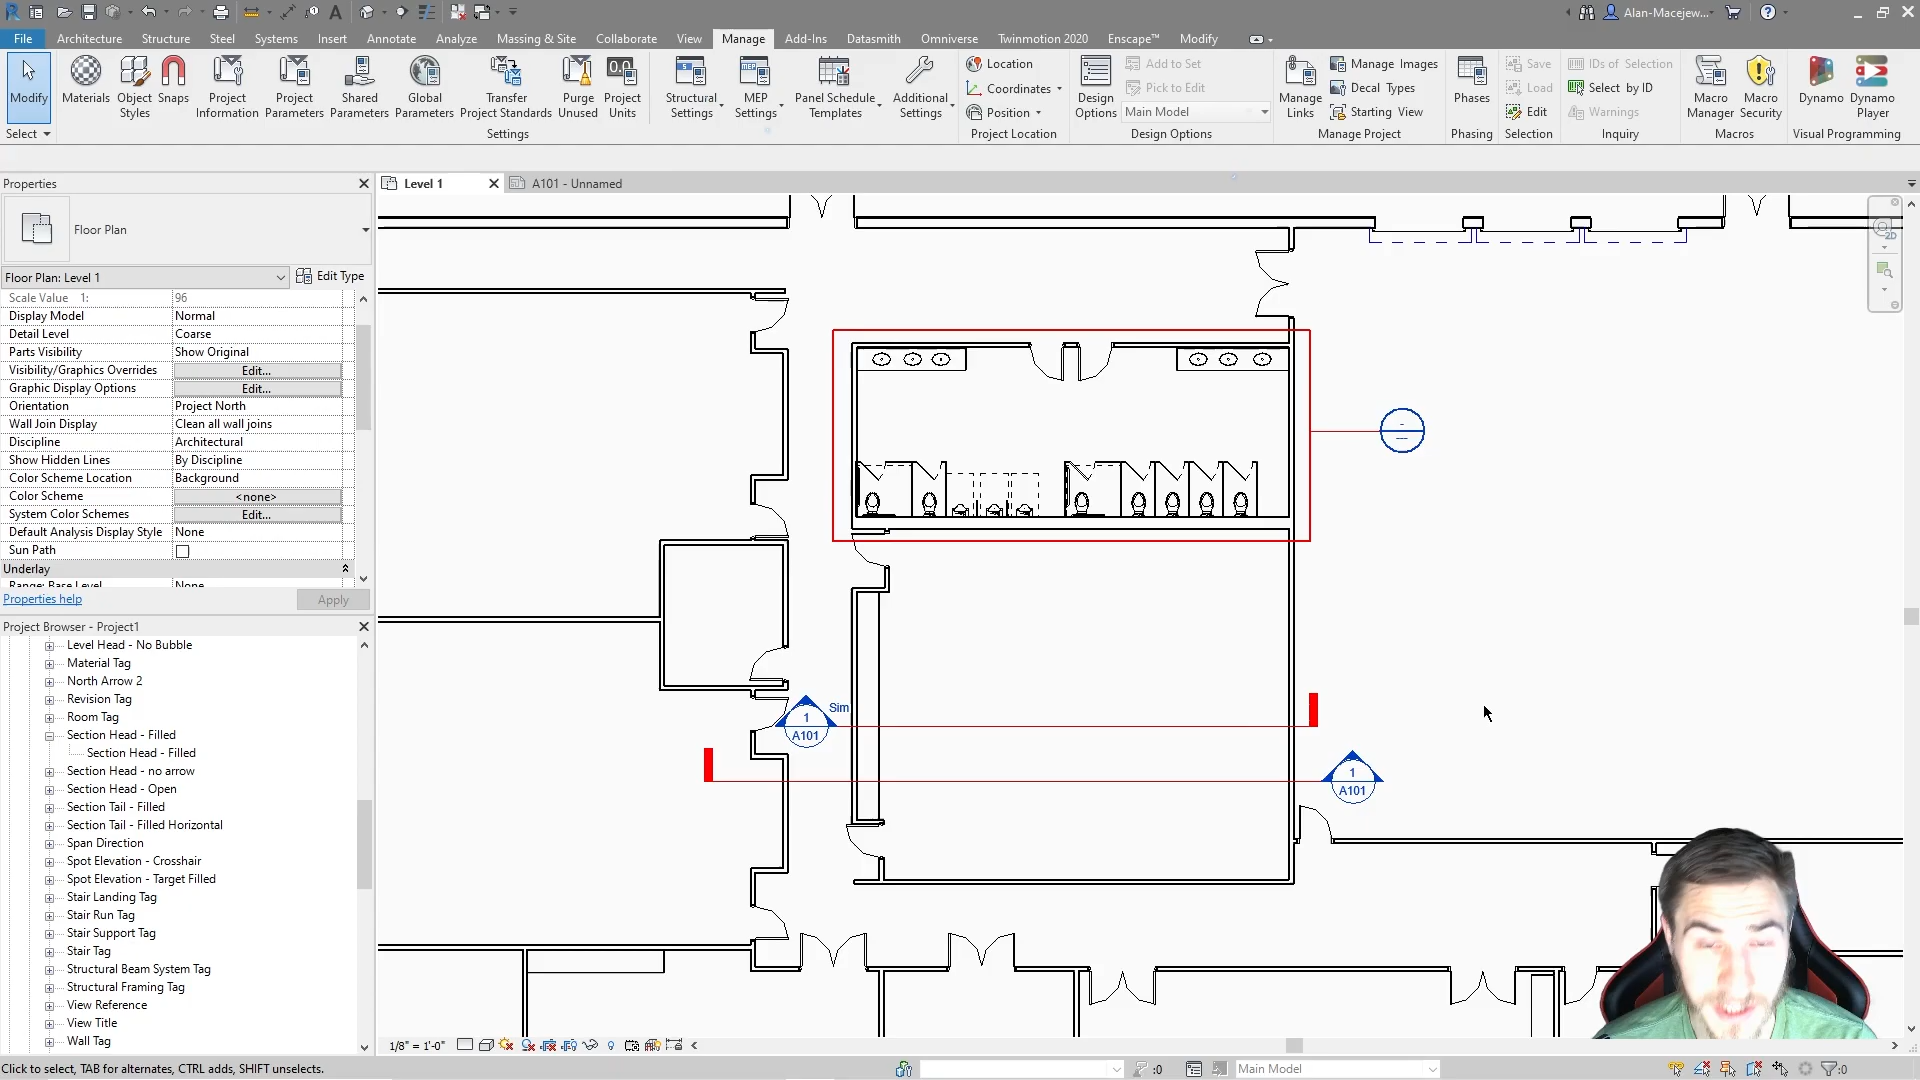 Alan-Macejew...
File Architecture Structure Steel Systems Insert Annotate Analyze Massing & Site Collaborate View Manage Add-Ins Datasmith Omniverse Twinmotion 2020 Enscape™ Modify
Modify
Materials
Object Styles
Snaps
Project Information
Project Parameters
Shared Parameters
Global Parameters
Transfer Project Standards
Purge Unused
Project Units
Structural Settings
MEP Settings
Panel Schedule Templates
Additional Settings
Location
Coordinates
Position
Design Options
Add to Set
Pick to Edit
Main Model
Manage Links
Manage Images
Decal Types
Starting View
Phases
Save
Load
Edit
IDs of Selection
Select by ID
Warnings
Macro Manager
Macro Security
Dynamo
Dynamo Player
Select Settings Project Location Design Options Manage Project Phasing Selection Inquiry Macros Visual Programming
Properties
Level 1
A101 - Unnamed
Floor Plan
Floor Plan: Level 1
Edit Type
Scale Value 1: 96
Display Model Normal
Detail Level Coarse
Parts Visibility Show Original
Visibility/Graphics Overrides Edit...
Graphic Display Options Edit...
Orientation Project North
Wall Join Display Clean all wall joins
Discipline Architectural
Show Hidden Lines By Discipline
Color Scheme Location Background
Color Scheme <none>
System Color Schemes Edit...
Default Analysis Display Style None
Sun Path
Underlay
Range: Base Level None
Properties help
Apply
Project Browser - Project1
Level Head - No Bubble
Material Tag
North Arrow 2
Revision Tag
Room Tag
Section Head - Filled
Section Head - Filled
Section Head - no arrow
Section Head - Open
Section Tail - Filled
Section Tail - Filled Horizontal
Span Direction
Spot Elevation - Crosshair
Spot Elevation - Target Filled
Stair Landing Tag
Stair Run Tag
Stair Support Tag
Stair Tag
Structural Beam System Tag
Structural Framing Tag
View Reference
View Title
Wall Tag
Sim
1
A101
1
A101
1/8" = 1'-0"
Click to select, TAB for alternates, CTRL adds, SHIFT unselects.
:0
Main Model
:0